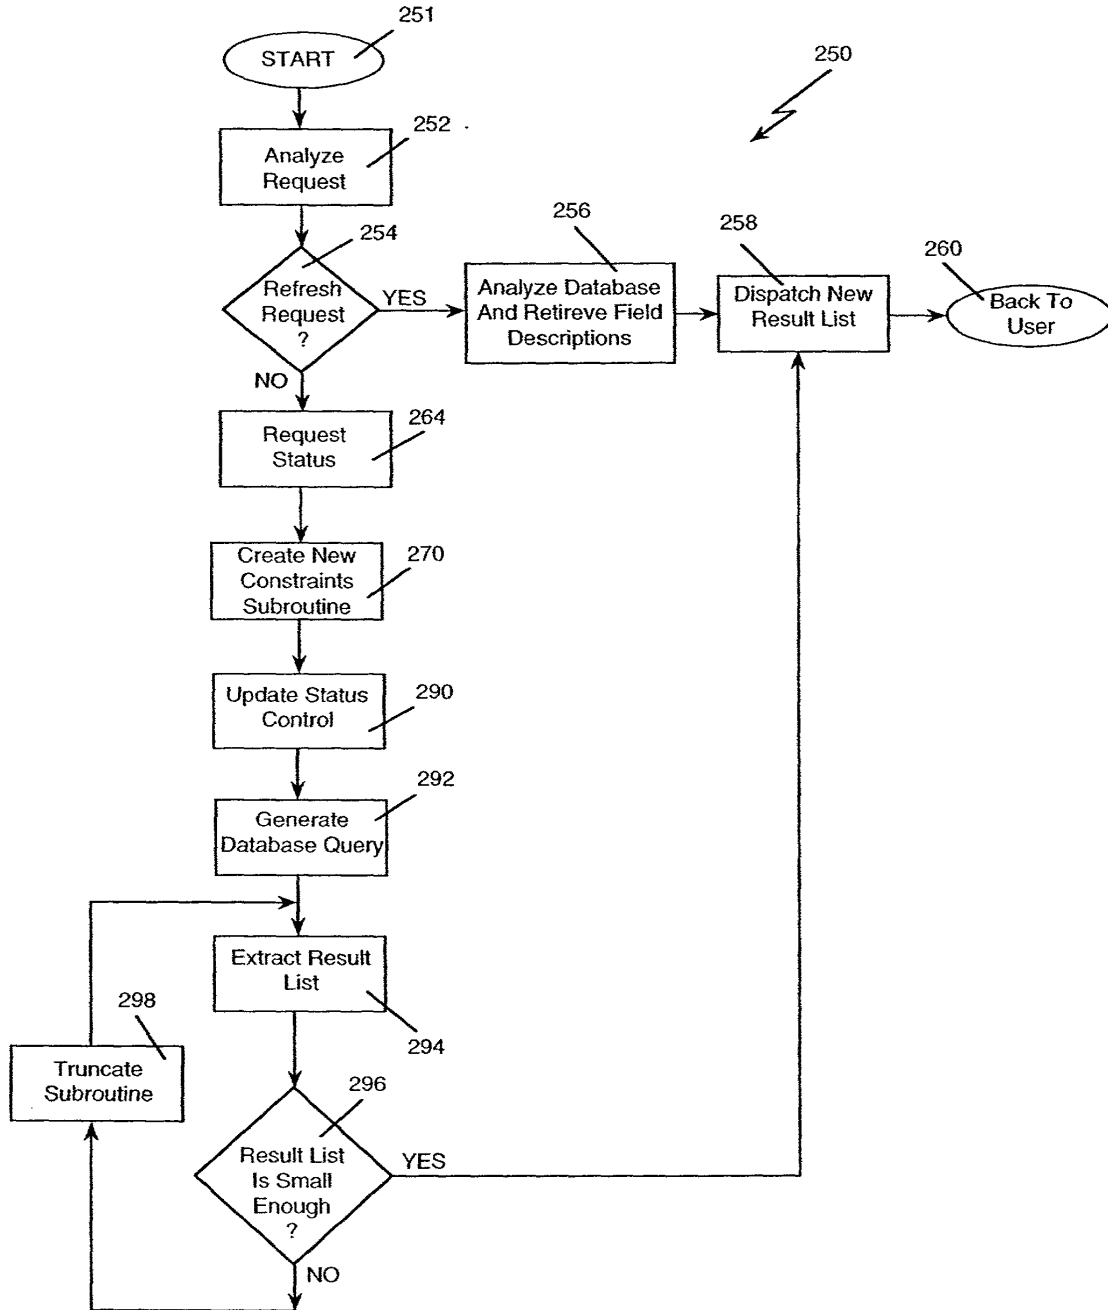 251
START
250
252
Analyze
Request
254
Refresh
Request
?
YES
NO
256
Analyze Database
And Retireve Field
Descriptions
258
Dispatch New
Result List
260
Back To
User
264
Request
Status
270
Create New
Constraints
Subroutine
290
Update Status
Control
292
Generate
Database Query
Extract Result
List
294
298
Truncate
Subroutine
296
Result List
Is Small
Enough
?
YES
NO